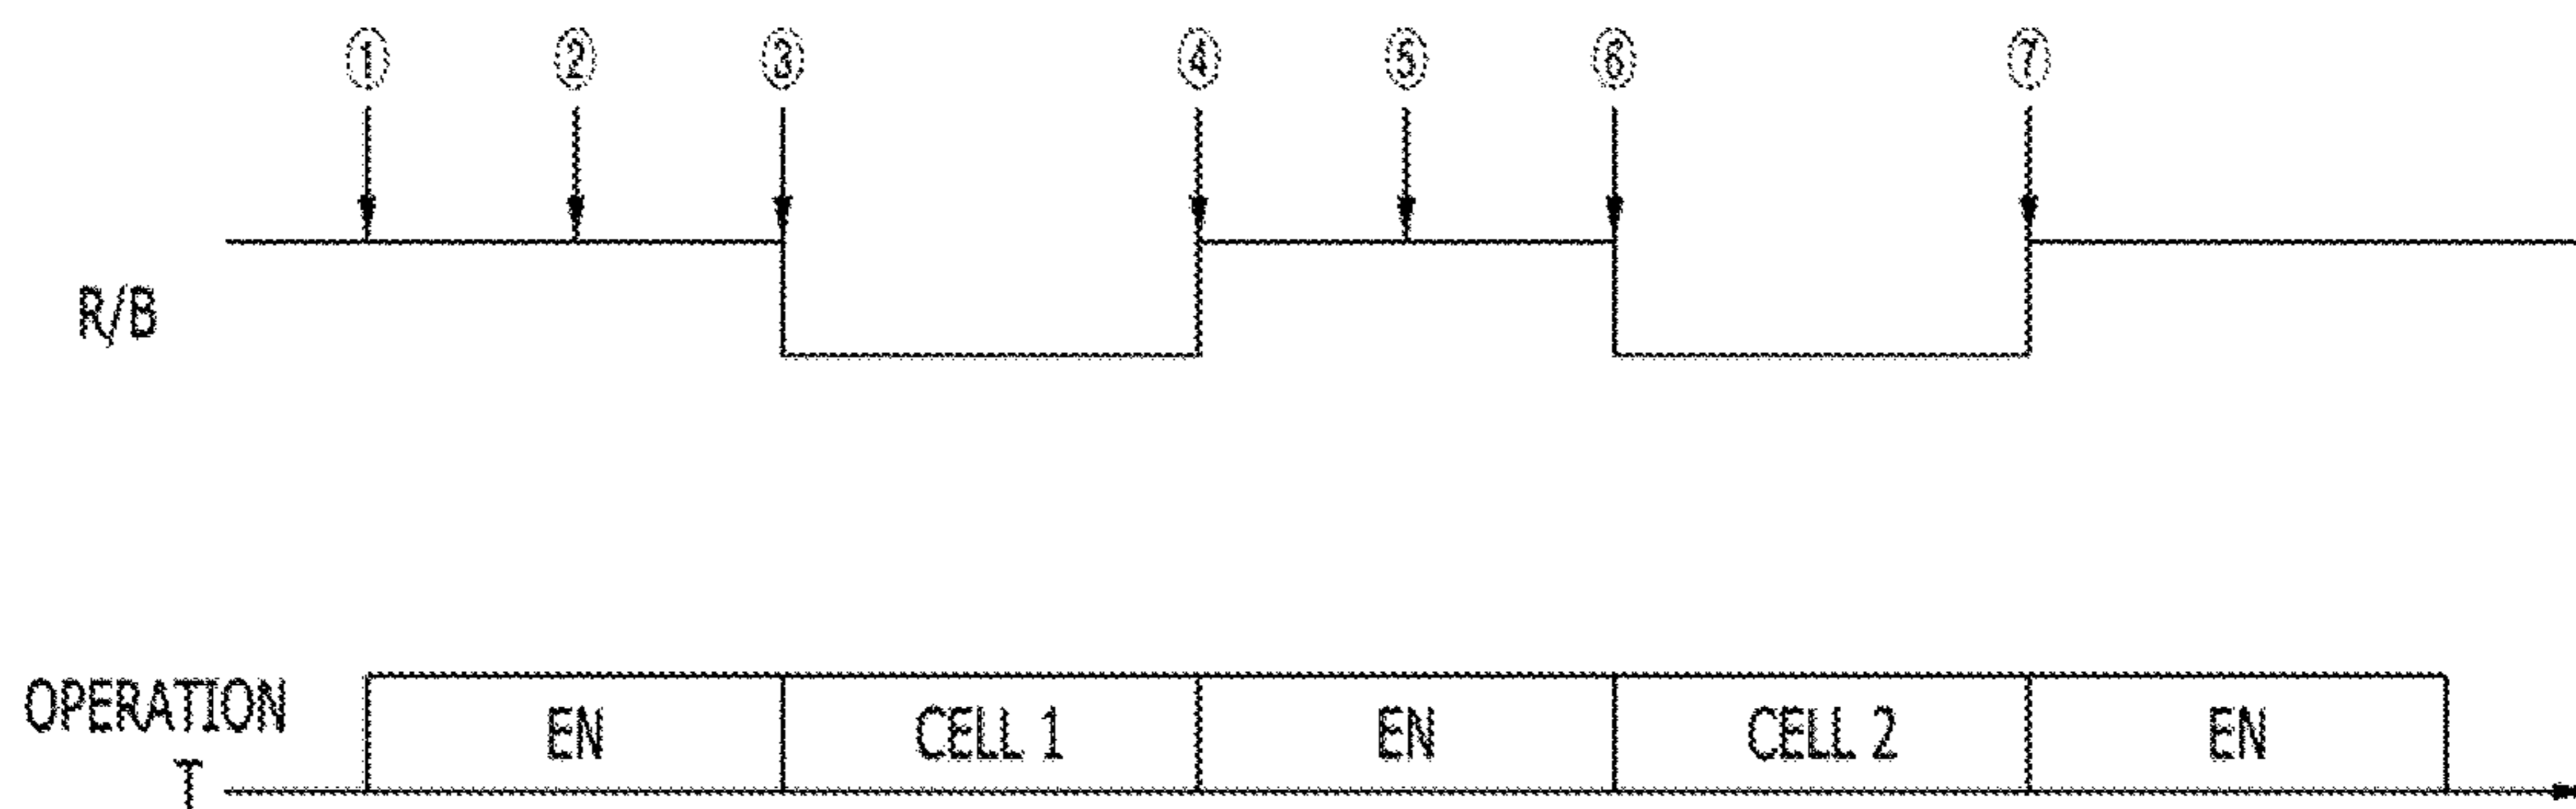 ① ② ③ ④ ⑤ ⑥ ⑦
R/B
OPERATION
EN CELL 1 EN CELL 2 EN